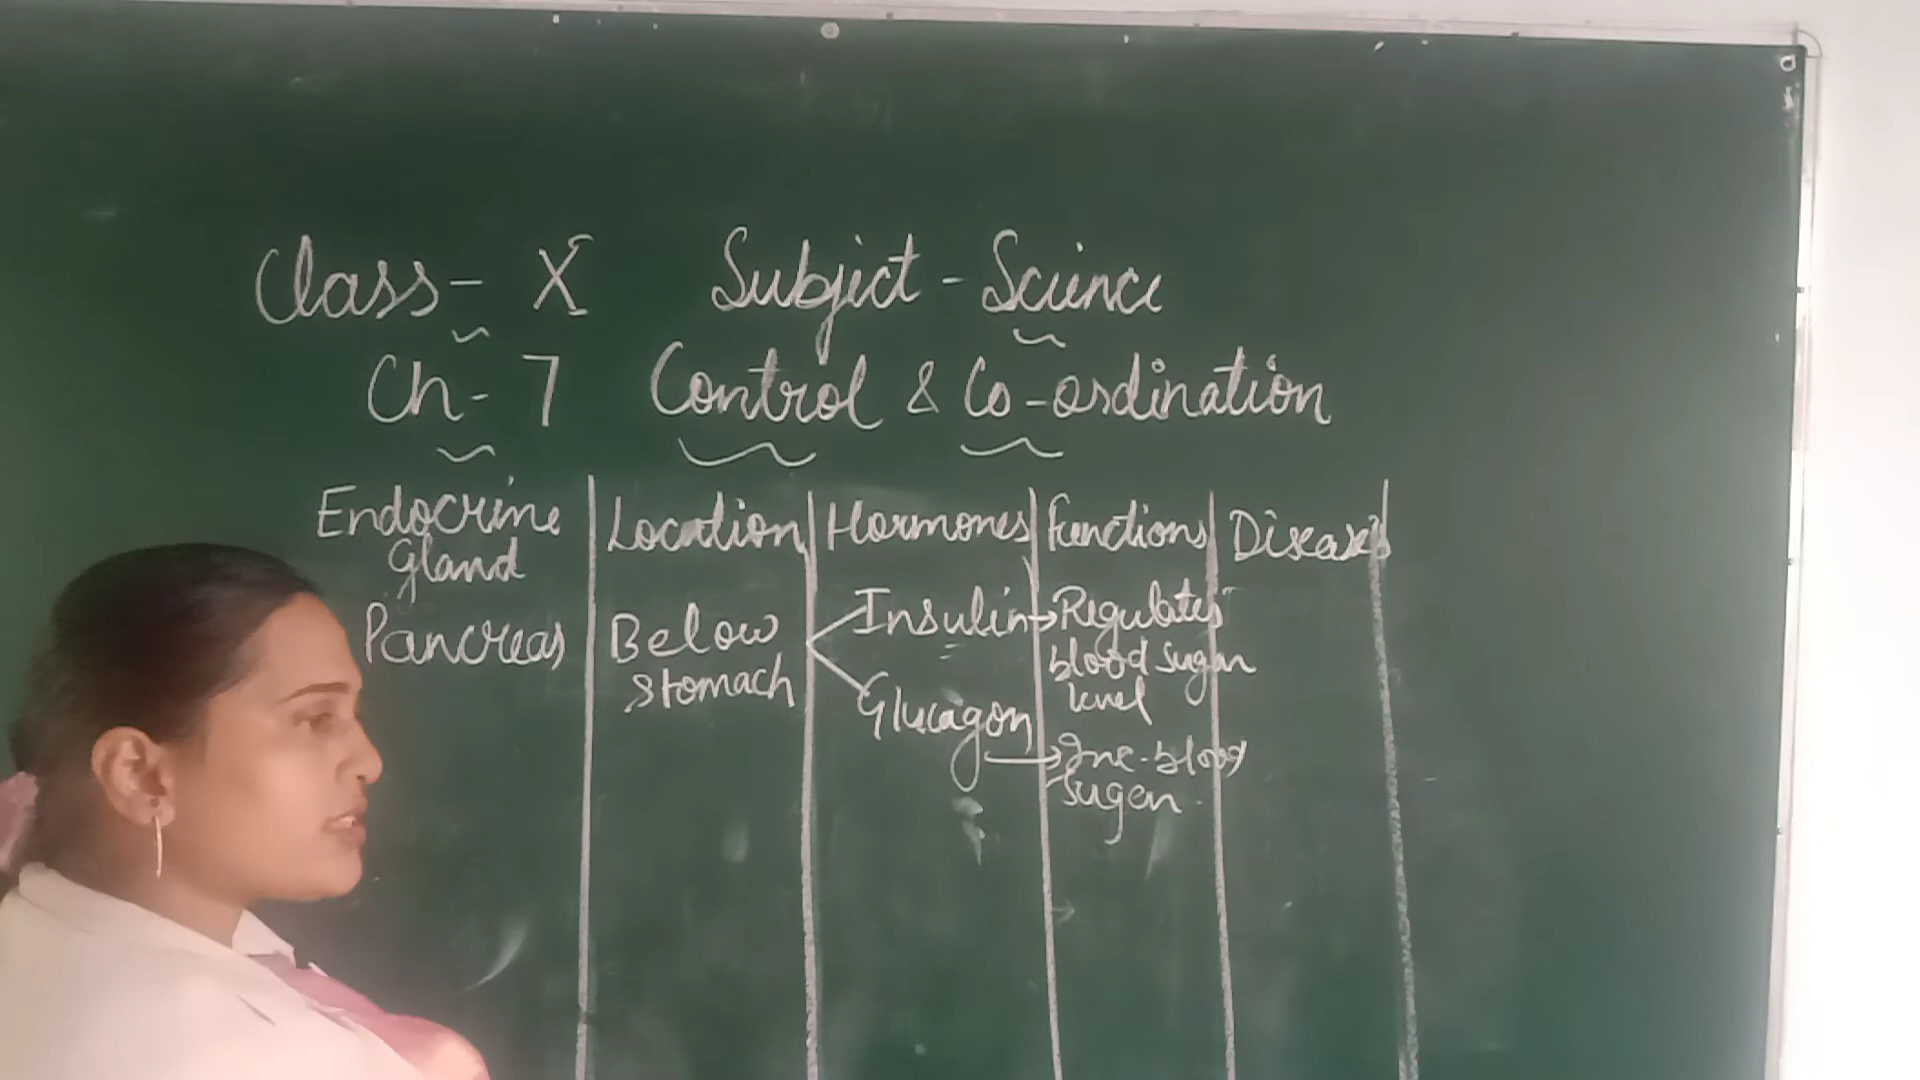 Class - X Subject - Science
Ch - 7 Control & Co-ordination
Endocrine Gland Location Hormones Functions Diseases
Pancreas Below stomach Insulin Regulates blood sugar level
Glucagon Inc. blood sugar